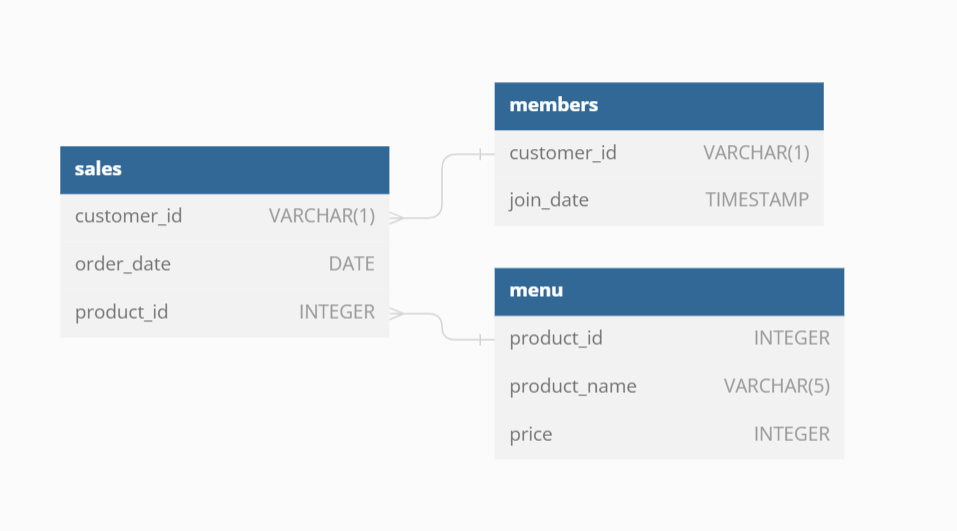 sales
customer_id VARCHAR(1)
order_date DATE
product_id INTEGER
members
customer_id VARCHAR(1)
join_date TIMESTAMP
menu
product_id INTEGER
product_name VARCHAR(5)
price INTEGER